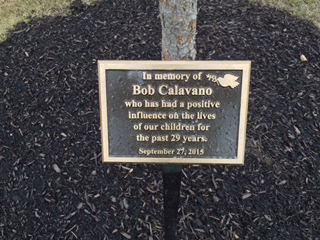 In memory of
Bob Calavano
who has had a positive
influence on the lives
of our children for
the past 29 years.
September 27, 2015